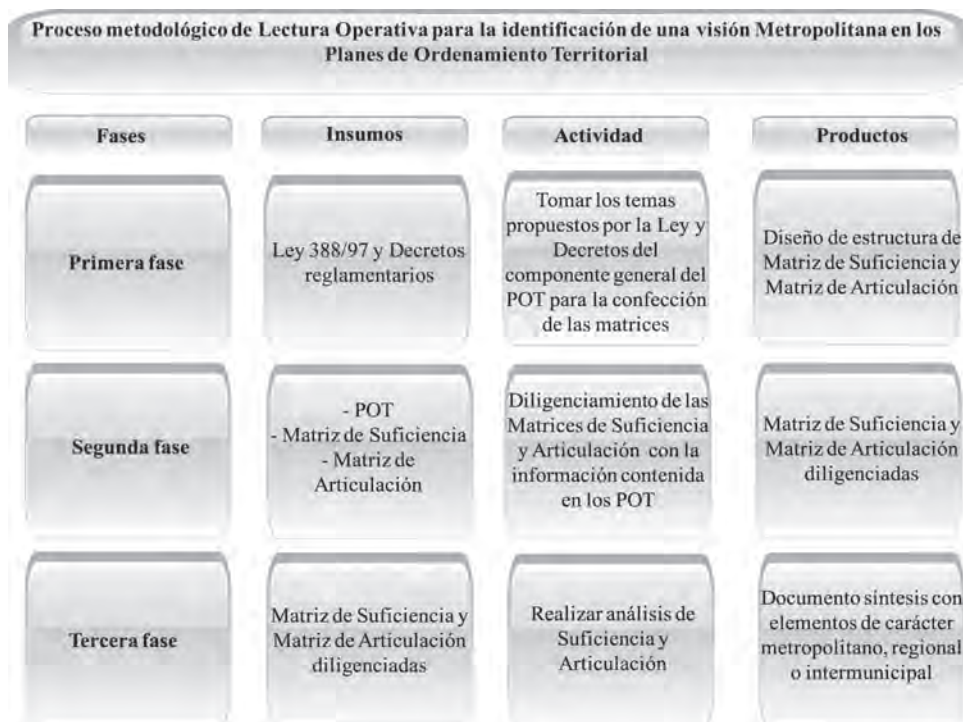 Proceso metodológico de Lectura Operativa para la identificación de una visión Metropolitana en los
Planes de Ordenamiento Territorial
Fases
Insumos
Actividad
Productos
Primera fase
Ley 388/97 y Decretos
reglamentarios
Tomar los temas
propuestos por la Ley y
Decretos del
componente general del
POT para la confección
de las matrices
Diseño de estructura de
Matriz de Suficiencia y
Matriz de Articulación
Segunda fase
- POT
- Matriz de Suficiencia
- Matriz de
Articulación
Diligenciamiento de las
Matrices de Suficiencia
y Articulación con la
información contenida
en los POT
Matriz de Suficiencia y
Matriz de Articulación
diligenciadas
Tercera fase
Matriz de Suficiencia y
Matriz de Articulación
diligenciadas
Realizar análisis de
Suficiencia y
Articulación
Documento síntesis con
elementos de carácter
metropolitano, regional
o intermunicipal